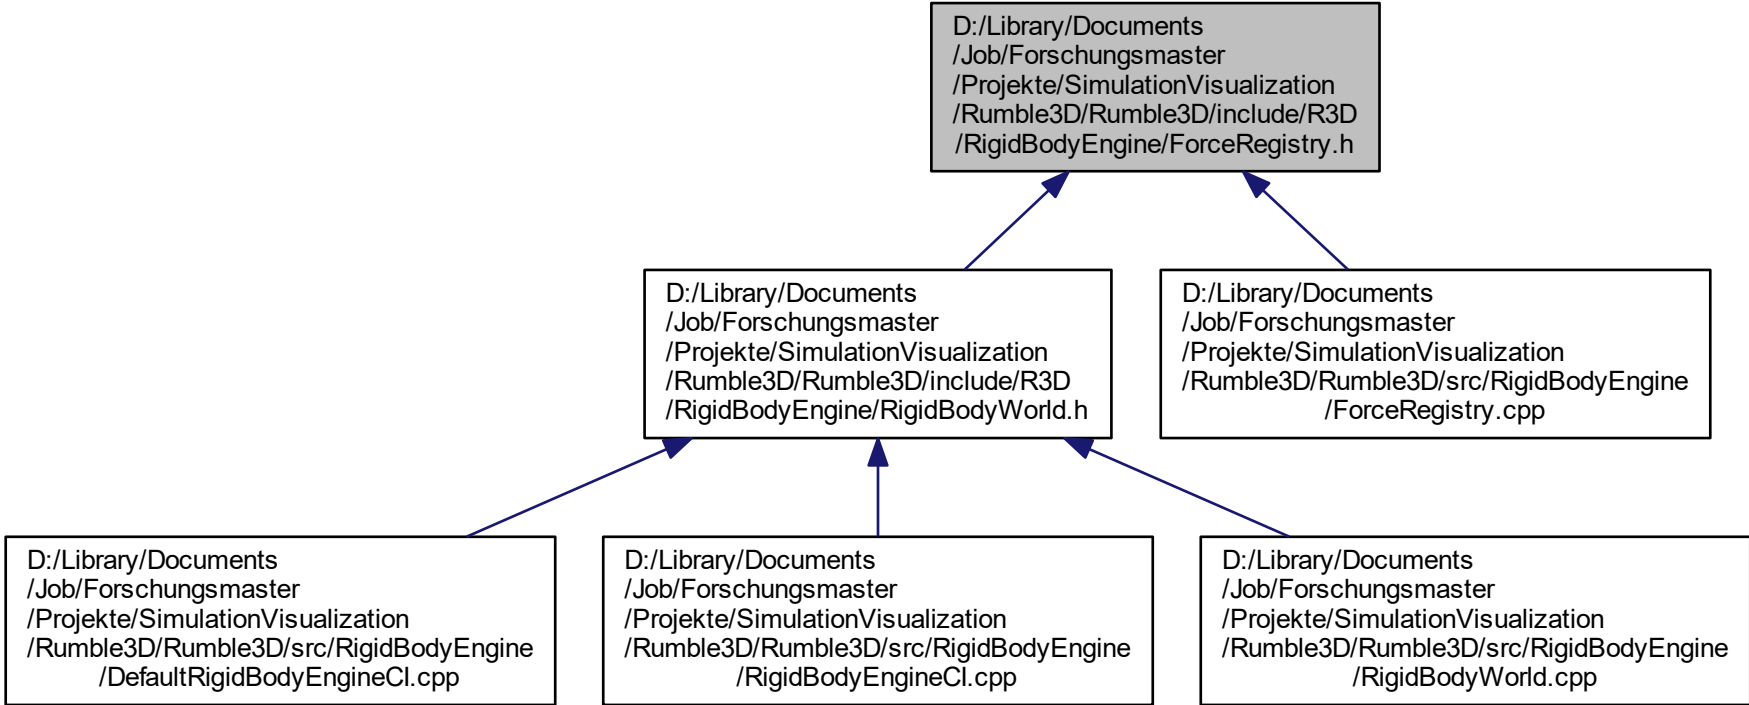 D:/Library/Documents
/Job/Forschungsmaster
/Projekte/SimulationVisualization
/Rumble3D/Rumble3D/include/R3D
/RigidBodyEngine/ForceRegistry.h
D:/Library/Documents
/Job/Forschungsmaster
/Projekte/SimulationVisualization
/Rumble3D/Rumble3D/include/R3D
/RigidBodyEngine/RigidBodyWorld.h
D:/Library/Documents
/Job/Forschungsmaster
/Projekte/SimulationVisualization
/Rumble3D/Rumble3D/src/RigidBodyEngine
/ForceRegistry.cpp
D:/Library/Documents
/Job/Forschungsmaster
/Projekte/SimulationVisualization
/Rumble3D/Rumble3D/src/RigidBodyEngine
/DefaultRigidBodyEngineCI.cpp
D:/Library/Documents
/Job/Forschungsmaster
/Projekte/SimulationVisualization
/Rumble3D/Rumble3D/src/RigidBodyEngine
/RigidBodyEngineCI.cpp
D:/Library/Documents
/Job/Forschungsmaster
/Projekte/SimulationVisualization
/Rumble3D/Rumble3D/src/RigidBodyEngine
/RigidBodyWorld.cpp